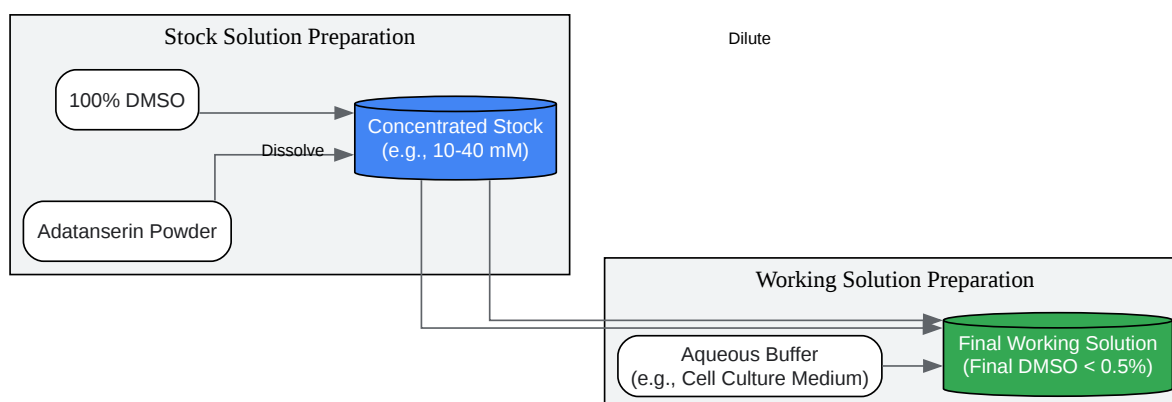 Stock Solution Preparation
Dilute
100% DMSO
Concentrated Stock
(e.g., 10-40 mM)
Dissolve
Adatanserin Powder
Working Solution Preparation
Final Working Solution
(Final DMSO < 0.5%)
Aqueous Buffer
(e.g., Cell Culture Medium)